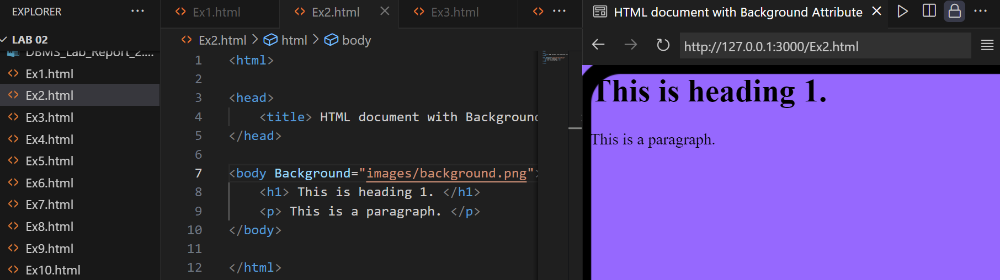 EXPLORER
LAB 02
DBMS_Lab_Report_2....
Ex1.html
Ex2.html
Ex3.html
Ex4.html
Ex5.html
Ex6.html
Ex7.html
Ex8.html
Ex9.html
Ex10.html
Ex1.html Ex2.html Ex3.html
Ex2.html > html > body
1 <html>
2
3 <head>
4 <title> HTML document with Background
5 </head>
6
7 <body Background="images/background.png">
8 <h1> This is heading 1. </h1>
9 <p> This is a paragraph. </p>
10 </body>
11
12 </html>
HTML document with Background Attribute
http://127.0.0.1:3000/Ex2.html
This is heading 1.
This is a paragraph.